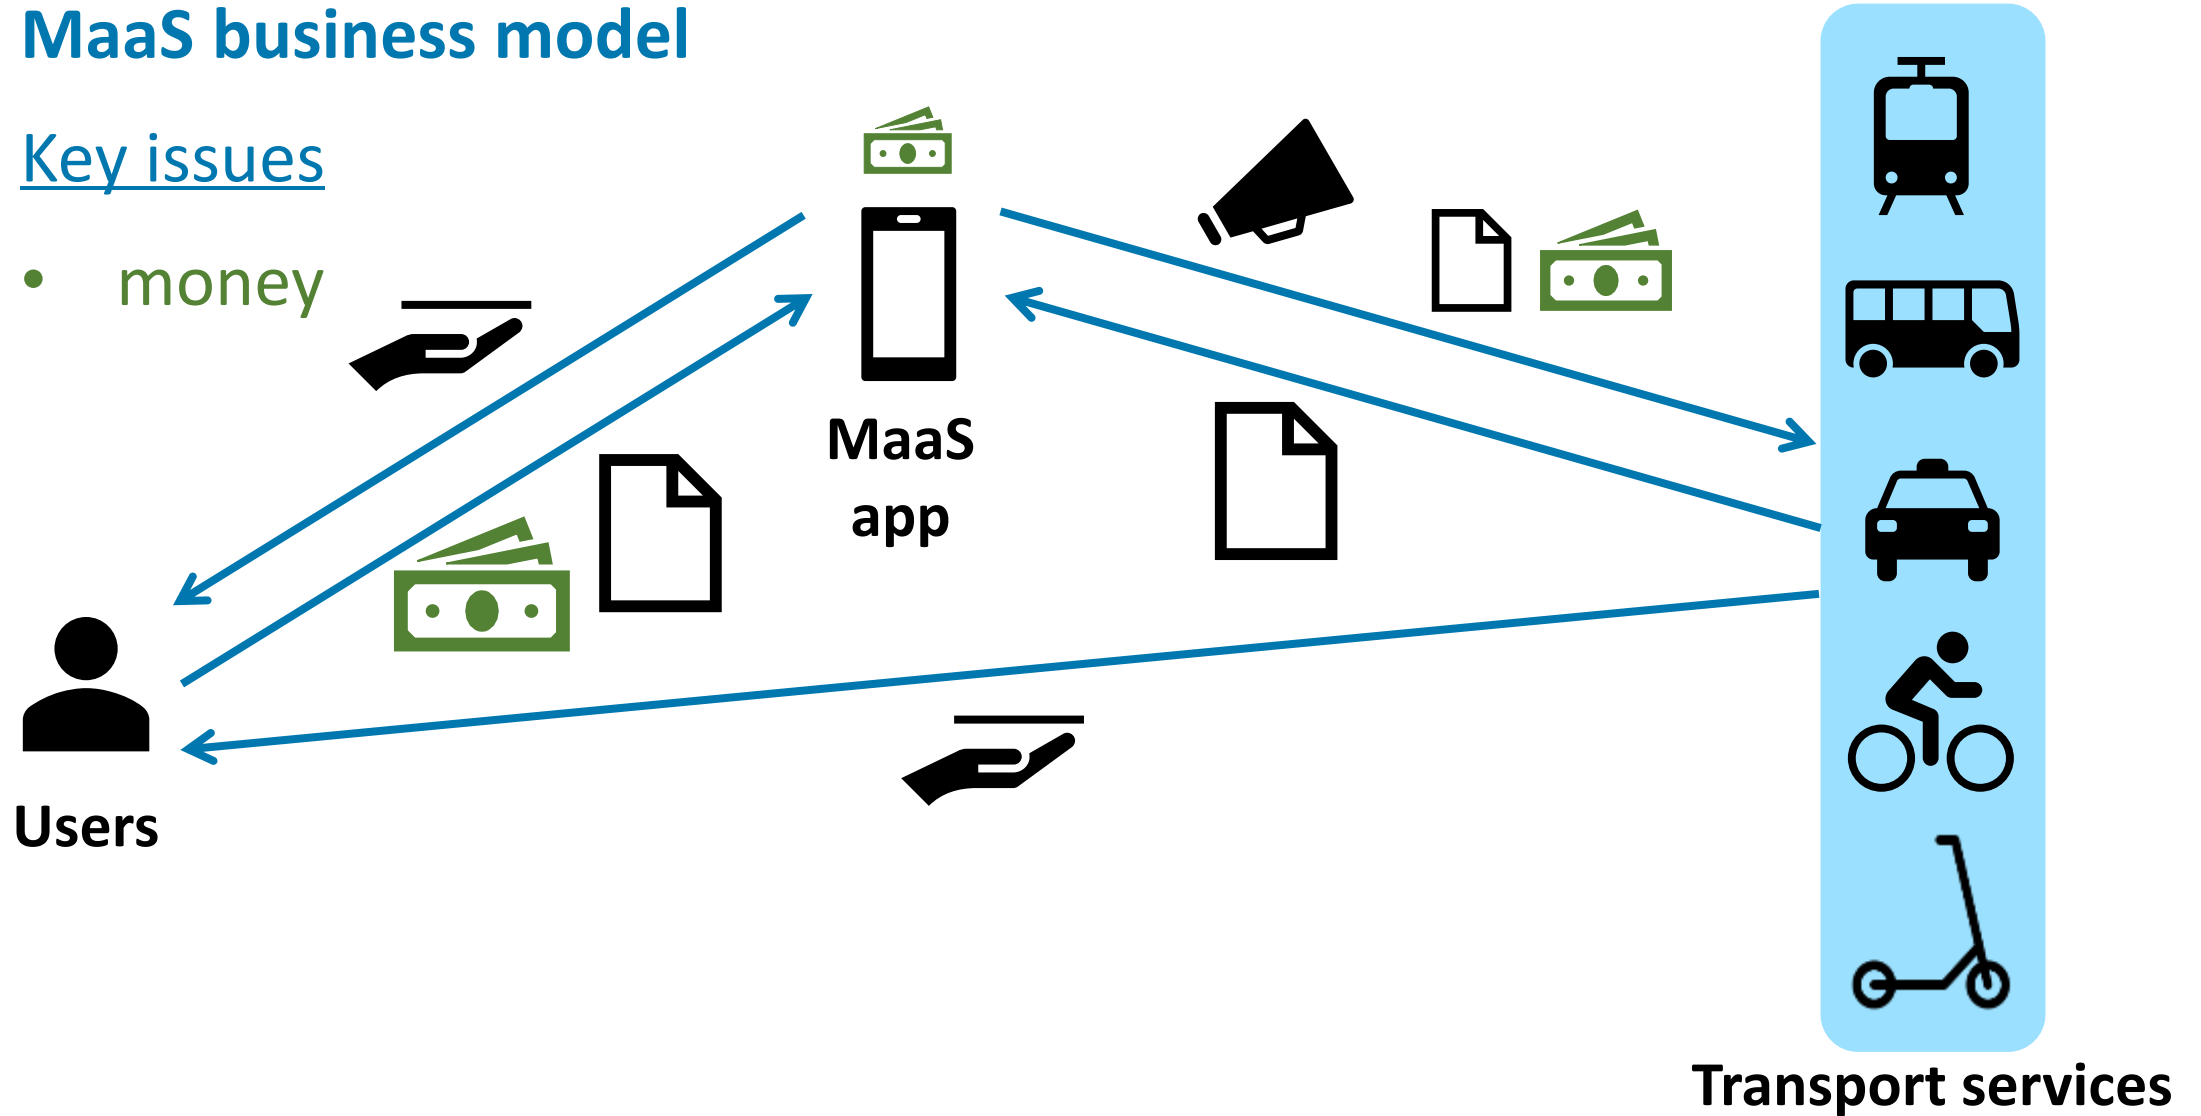 MaaS business model
Key issues
• money
MaaS
app
Users
Transport services